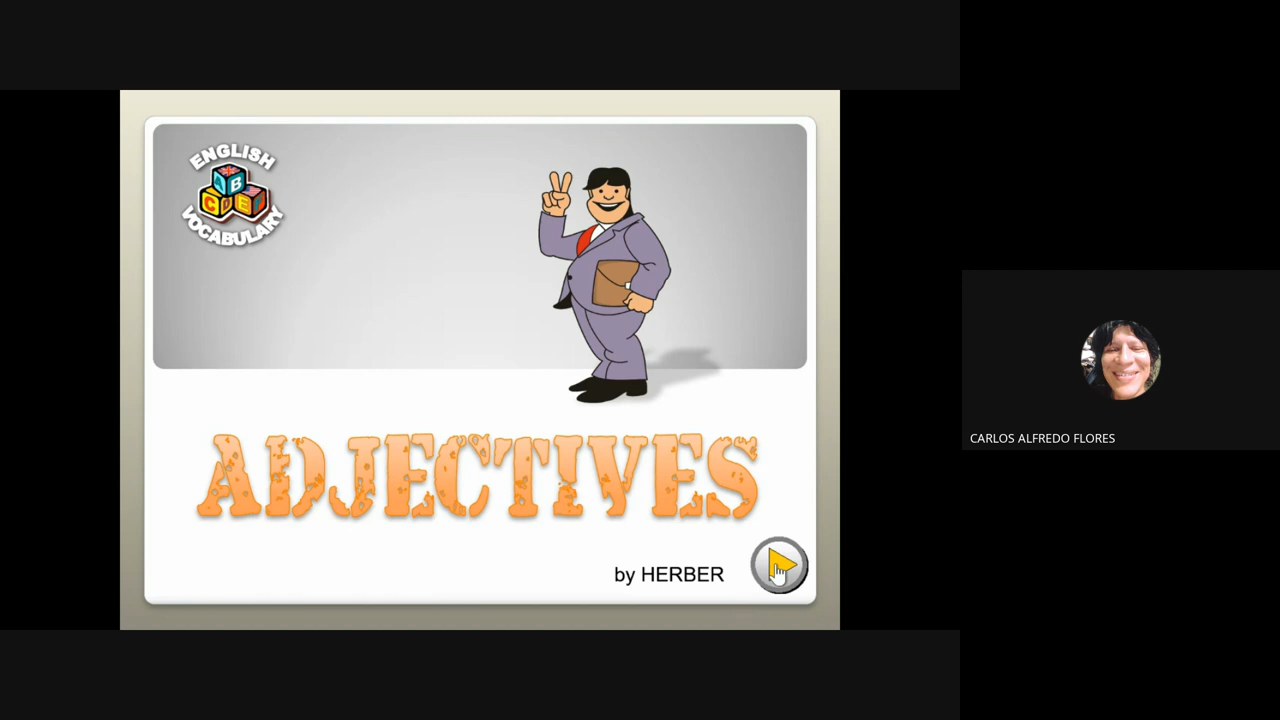 ENGLISH
A B
C D E F
VOCABULARY
ADJECTIVES
by HERBER
CARLOS ALFREDO FLORES